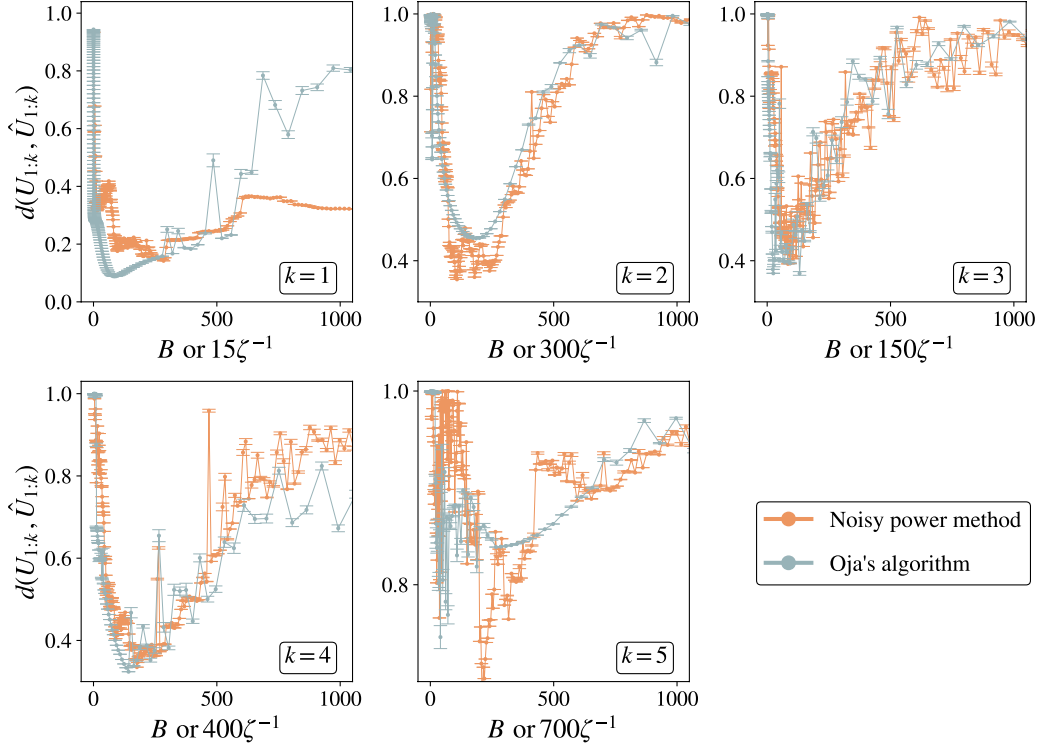 d(U₁:ₖ, Û₁:ₖ)
1.0
0.8
0.6
0.4
0.2
0.0
k = 1
0 500 1000
B or 15ζ⁻¹
1.0
0.8
0.6
0.4
k = 2
0 500 1000
B or 300ζ⁻¹
1.0
0.8
0.6
0.4
k = 3
0 500 1000
B or 150ζ⁻¹
d(U₁:ₖ, Û₁:ₖ)
1.0
0.8
0.6
0.4
k = 4
0 500 1000
B or 400ζ⁻¹
1.0
0.8
k = 5
0 500 1000
B or 700ζ⁻¹
Noisy power method
Oja's algorithm